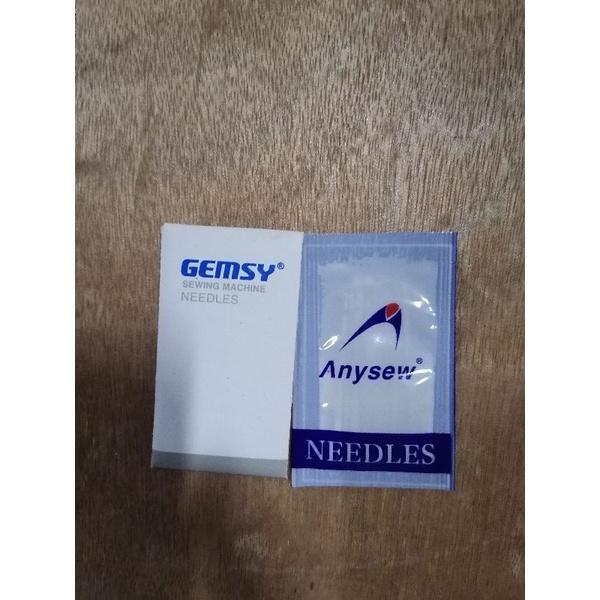 GEMSY®
SEWING MACHINE
NEEDLES
Anysew®
NEEDLES